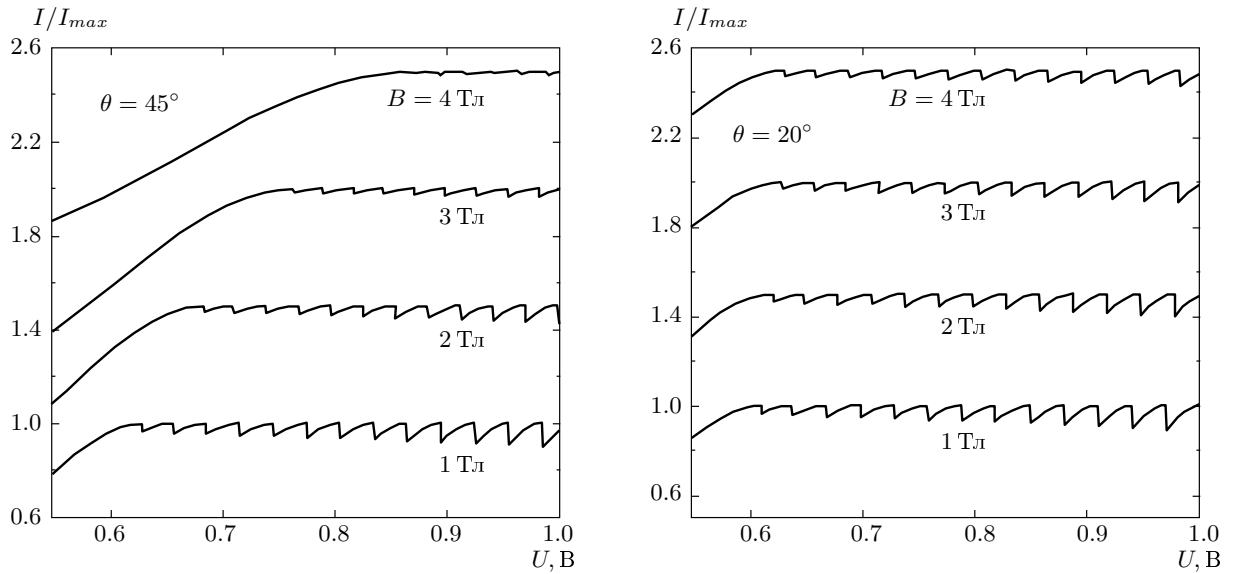 I/I_max
2.6
2.2
1.8
1.4
1.0
0.6
θ = 45°
B = 4 Тл
3 Тл
2 Тл
1 Тл
0.6 0.7 0.8 0.9 1.0
U, В
I/I_max
2.6
2.2
1.8
1.4
1.0
0.6
B = 4 Тл
θ = 20°
3 Тл
2 Тл
1 Тл
0.6 0.7 0.8 0.9 1.0
U, В